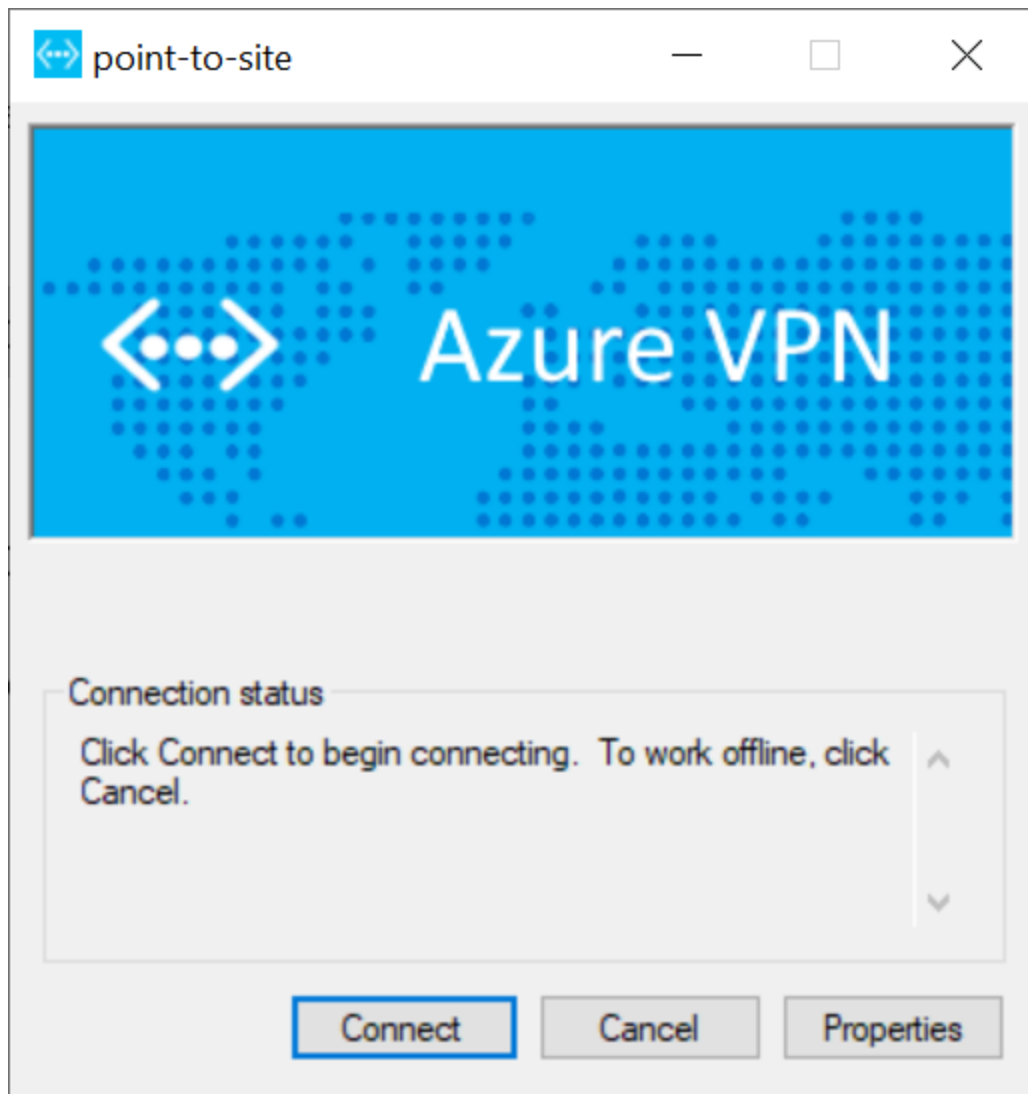 point-to-site
Azure VPN
Connection status
Click Connect to begin connecting.  To work offline, click
Cancel.
Connect
Cancel
Properties